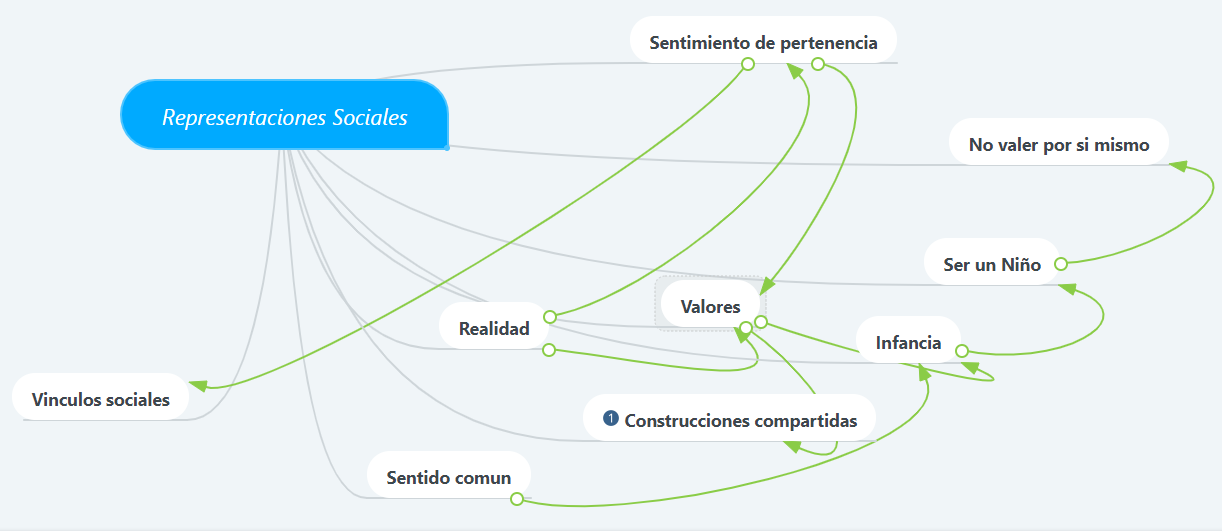 Sentimiento de pertenencia
Representaciones Sociales
No valer por si mismo
Ser un Niño
Valores
Realidad
Infancia
Vinculos sociales
1 Construcciones compartidas
Sentido comun